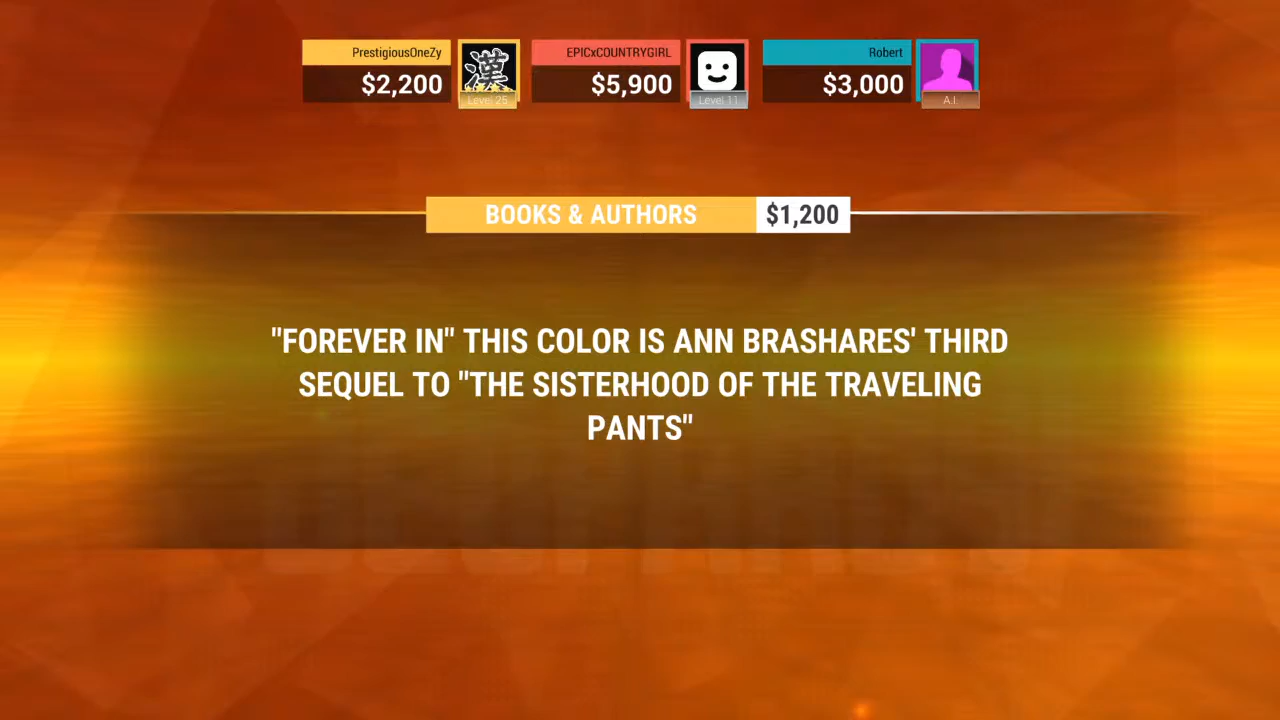 PrestigiousOneZy
$2,200
漢
Level 25
EPICxCOUNTRYGIRL
$5,900
Level 11
Robert
$3,000
A.I.
BOOKS & AUTHORS $1,200
"FOREVER IN" THIS COLOR IS ANN BRASHARES' THIRD
SEQUEL TO "THE SISTERHOOD OF THE TRAVELING
PANTS"